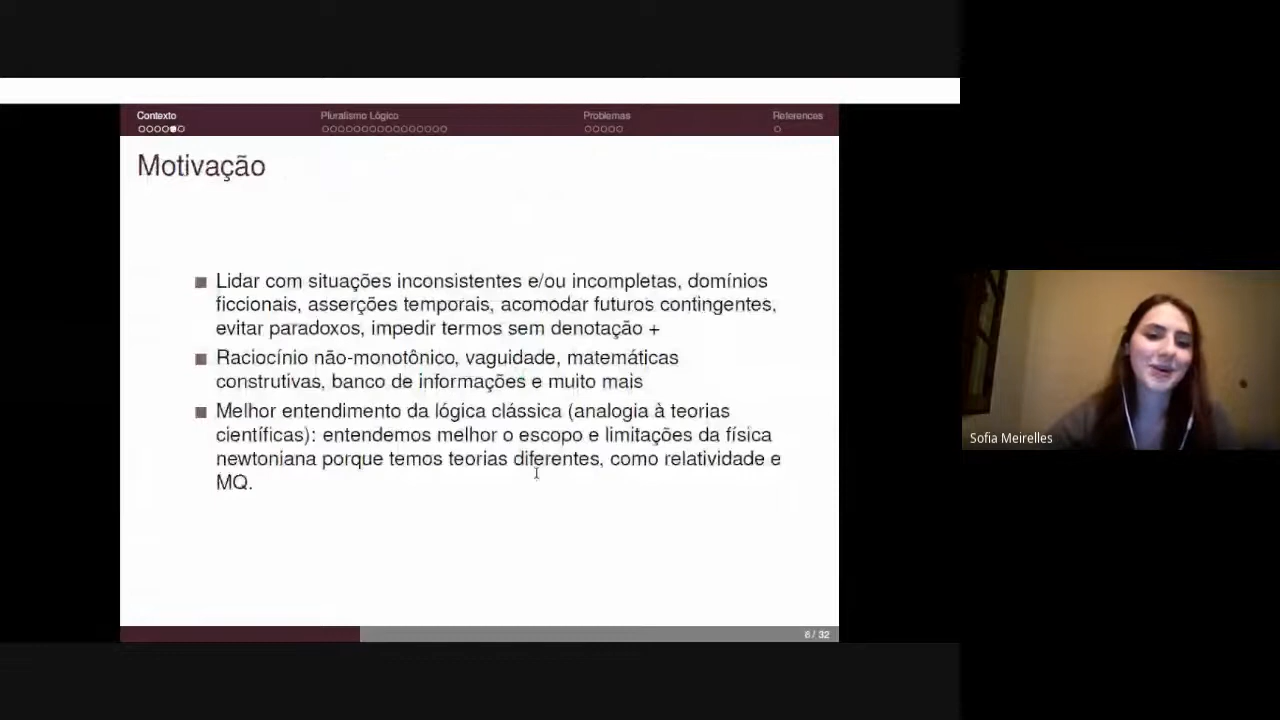 Contexto
Pluralismo Lógico
Problemas
References
Motivação
Lidar com situações inconsistentes e/ou incompletas, domínios
ficcionais, asserções temporais, acomodar futuros contingentes,
evitar paradoxos, impedir termos sem denotação +
Raciocínio não-monotônico, vaguidade, matemáticas
construtivas, banco de informações e muito mais
Melhor entendimento da lógica clássica (analogia à teorias
científicas): entendemos melhor o escopo e limitações da física
newtoniana porque temos teorias diferentes, como relatividade e
MQ.
Sofia Meirelles
6 / 32